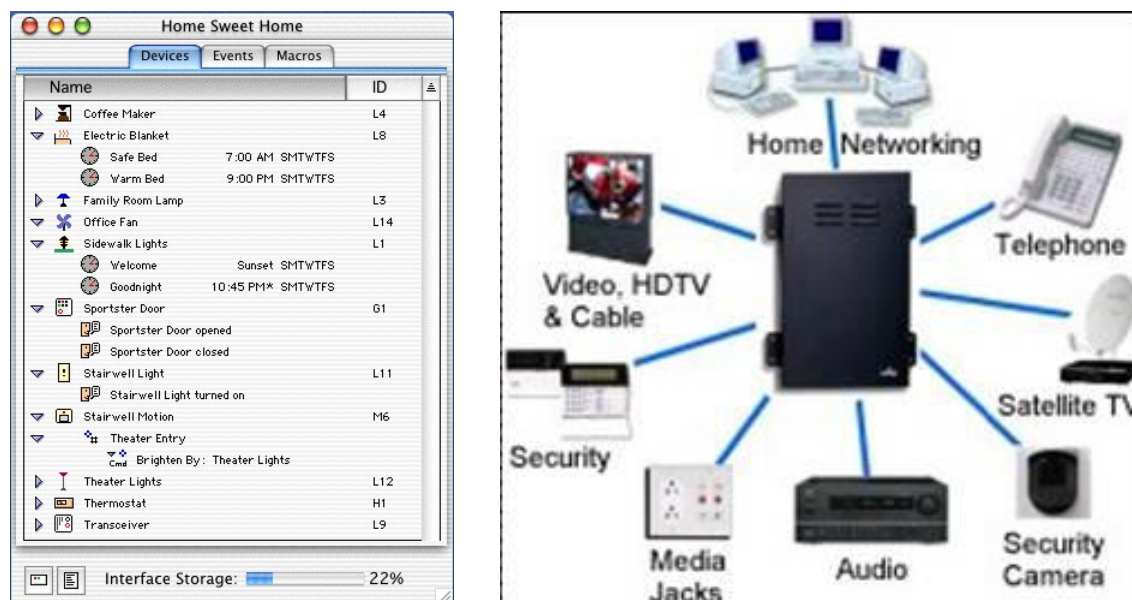 Home Sweet Home
Devices Events Macros
Name ID
Coffee Maker L4
Electric Blanket L8
Safe Bed 7:00 AM SMTWTFS
Warm Bed 9:00 PM SMTWTFS
Family Room Lamp L3
Office Fan L14
Sidewalk Lights L1
Welcome Sunset SMTWTFS
Goodnight 10:45 PM* SMTWTFS
Sportster Door G1
Sportster Door opened
Sportster Door closed
Stairwell Light L11
Stairwell Light turned on
Stairwell Motion M6
Theater Entry
Cmd Brighten By: Theater Lights
Theater Lights L12
Thermostat H1
Transceiver L9
Interface Storage: 22%
Home Networking
Telephone
Video, HDTV
& Cable
Satellite TV
Security
Media
Jacks
Audio
Security
Camera